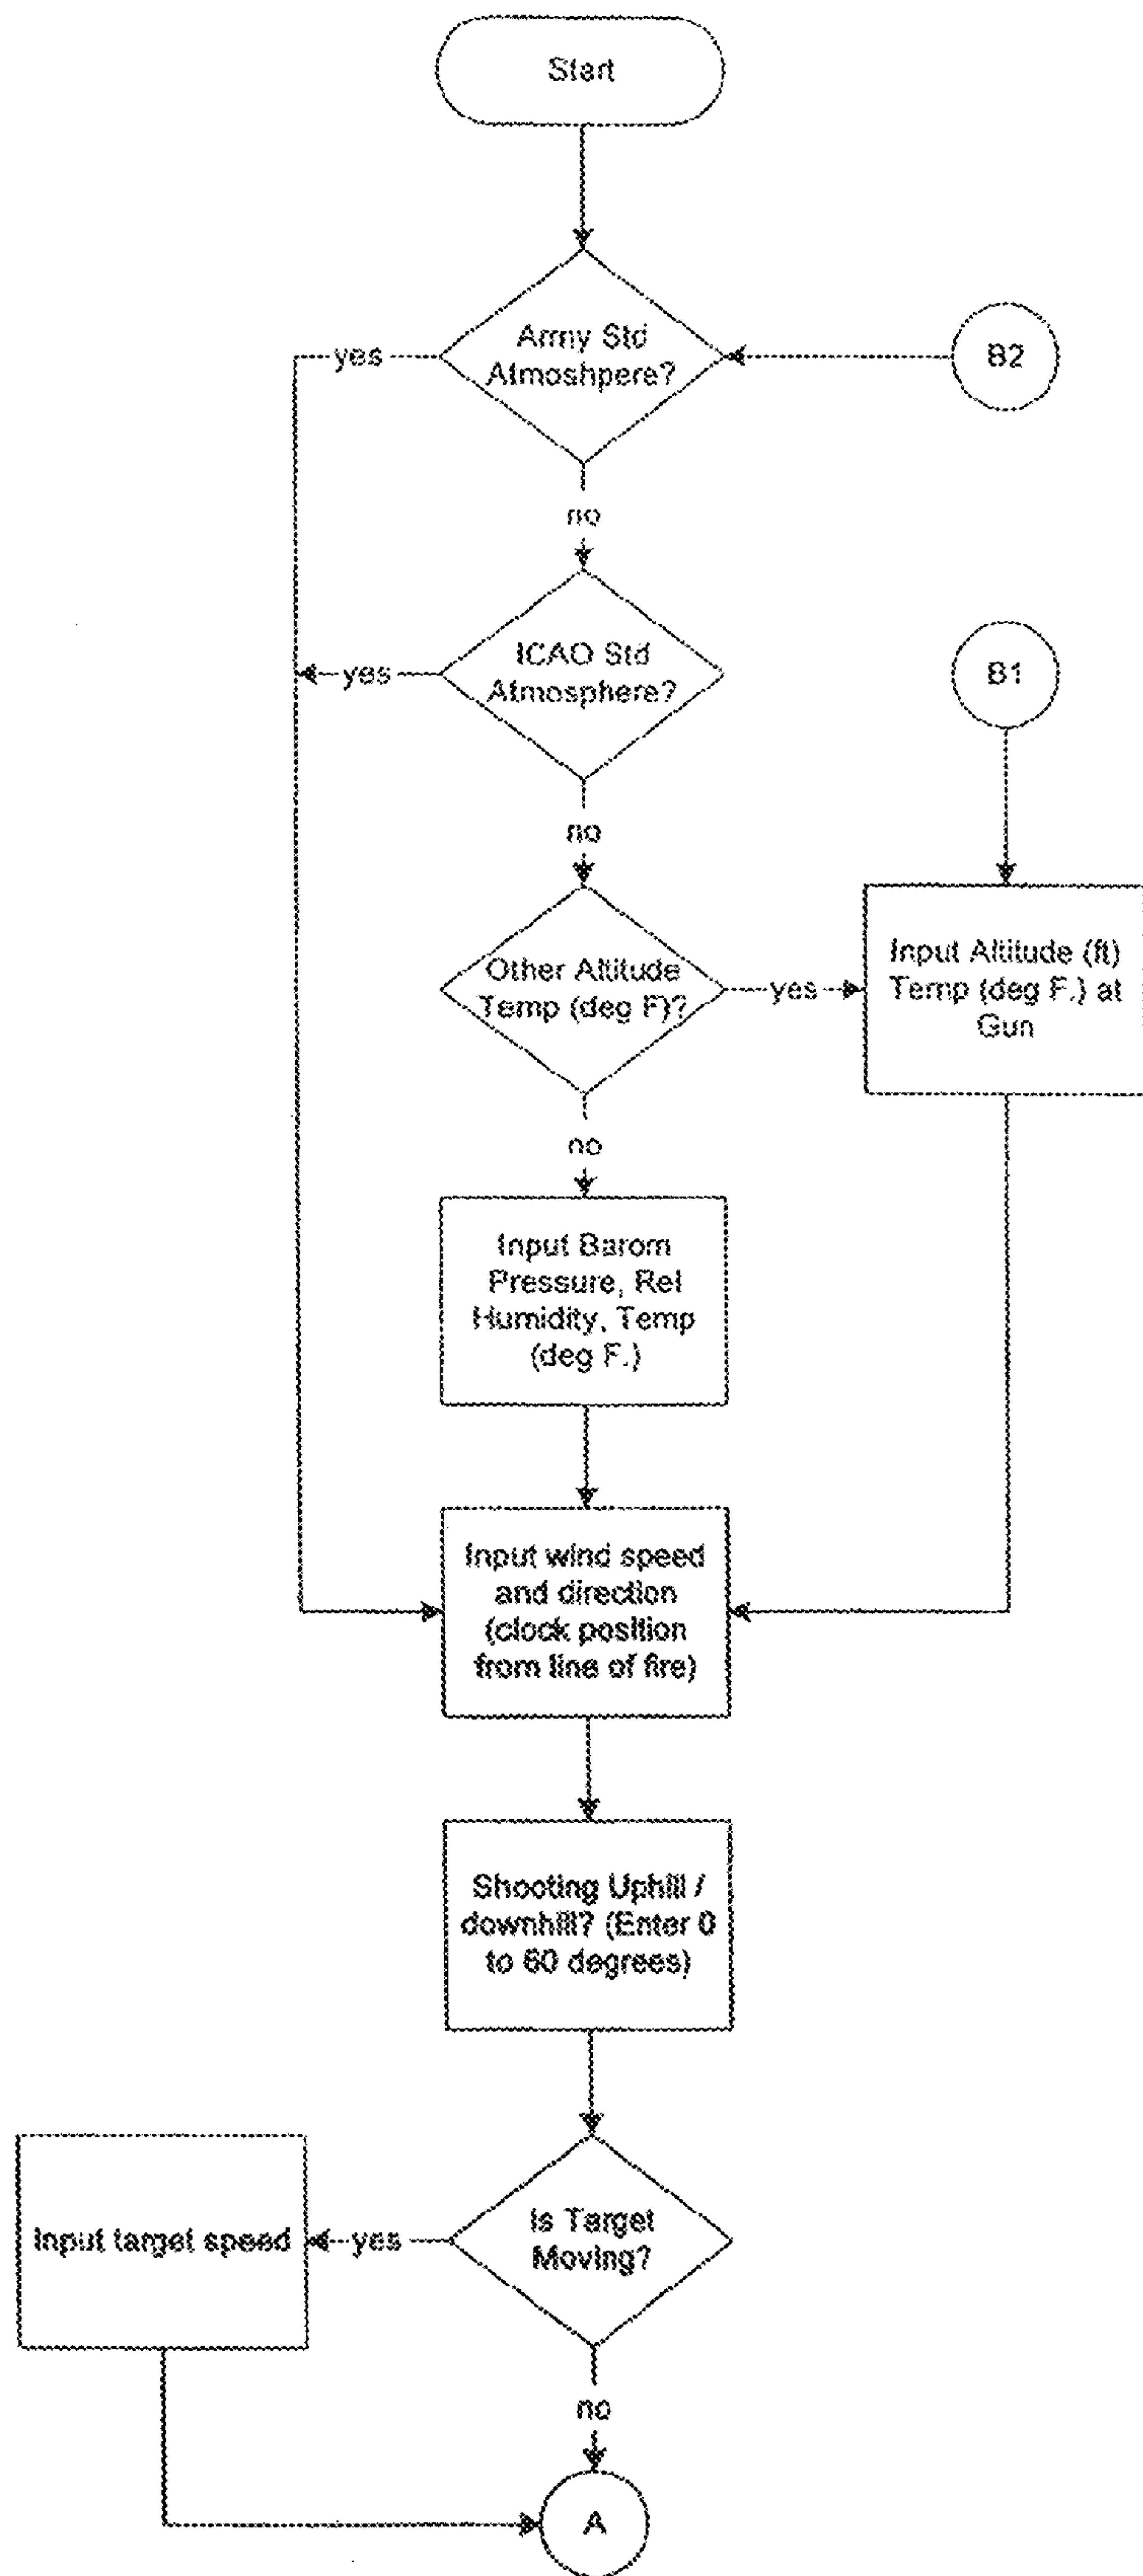 Start
Army Std
Atmoshpere?
yes
B2
no
ICAO Std
Atmosphere?
yes
B1
no
Other Altitude
Temp (deg F)?
yes
Input Altitude (ft)
Temp (deg F.) at
Gun
no
Input Barom
Pressure, Rel
Humidity, Temp
(deg F.)
Input wind speed
and direction
(clock position
from line of fire)
Shooting Uphill /
downhill? (Enter 0
to 60 degrees)
Is Target
Moving?
yes
Input target speed
no
A